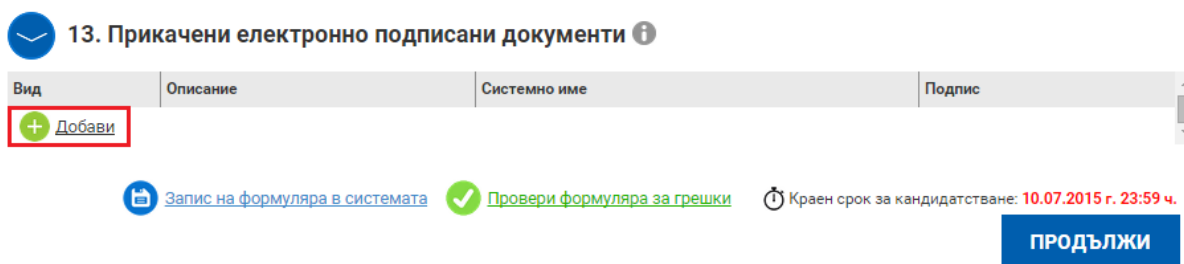 13. Прикачени електронно подписани документи
Вид Описание Системно име Подпис
Добави
Запис на формуляра в системата Провери формуляра за грешки Краен срок за кандидатстване: 10.07.2015 г. 23:59 ч.
ПРОДЪЛЖИ